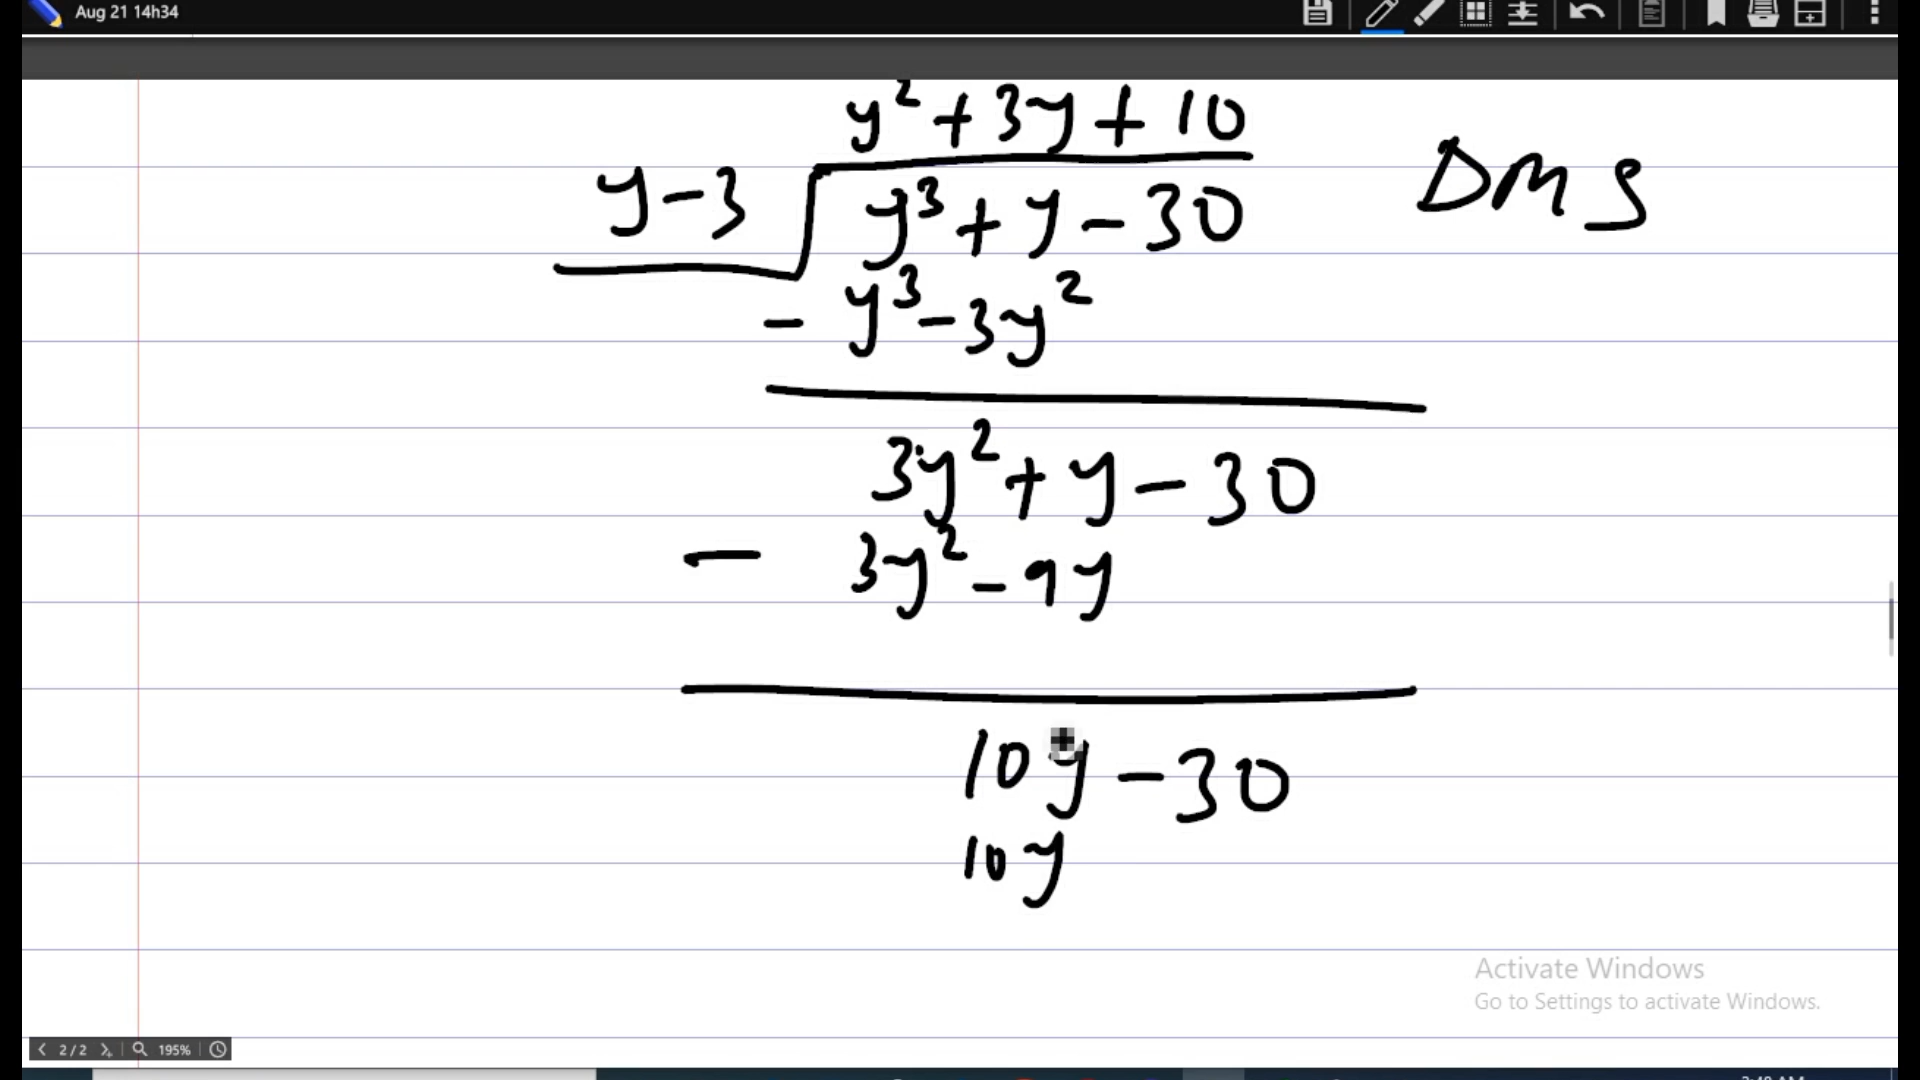 Aug 21 14h34
y² + 3y + 10
y - 3 y³ + y - 30 DMS
- y³ - 3y²
3y² + y - 30
- 3y² - 9y
10y - 30
10y
Activate Windows
Go to Settings to activate Windows.
2/2 195%